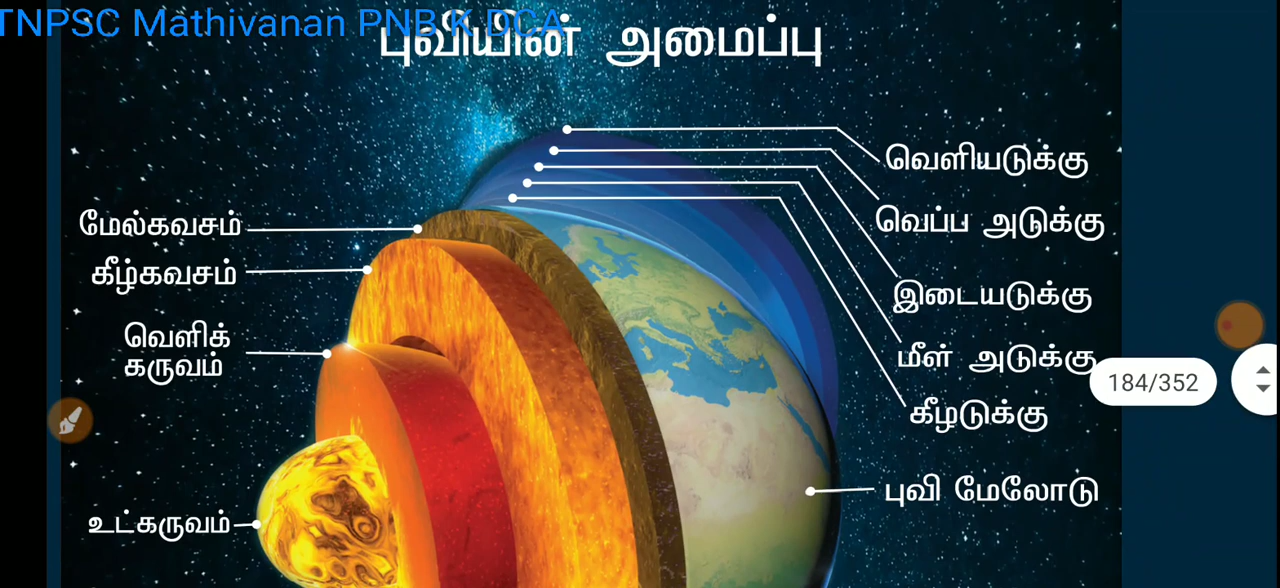 TNPSC Mathivanan PNB K DCA
புவியின் அமைப்பு
வெளியடுக்கு
வெப்ப அடுக்கு
இடையடுக்கு
மீள் அடுக்கு
கீழடுக்கு
புவி மேலோடு
மேல்கவசம்
கீழ்கவசம்
வெளிக்
கருவம்
உட்கருவம்
184/352